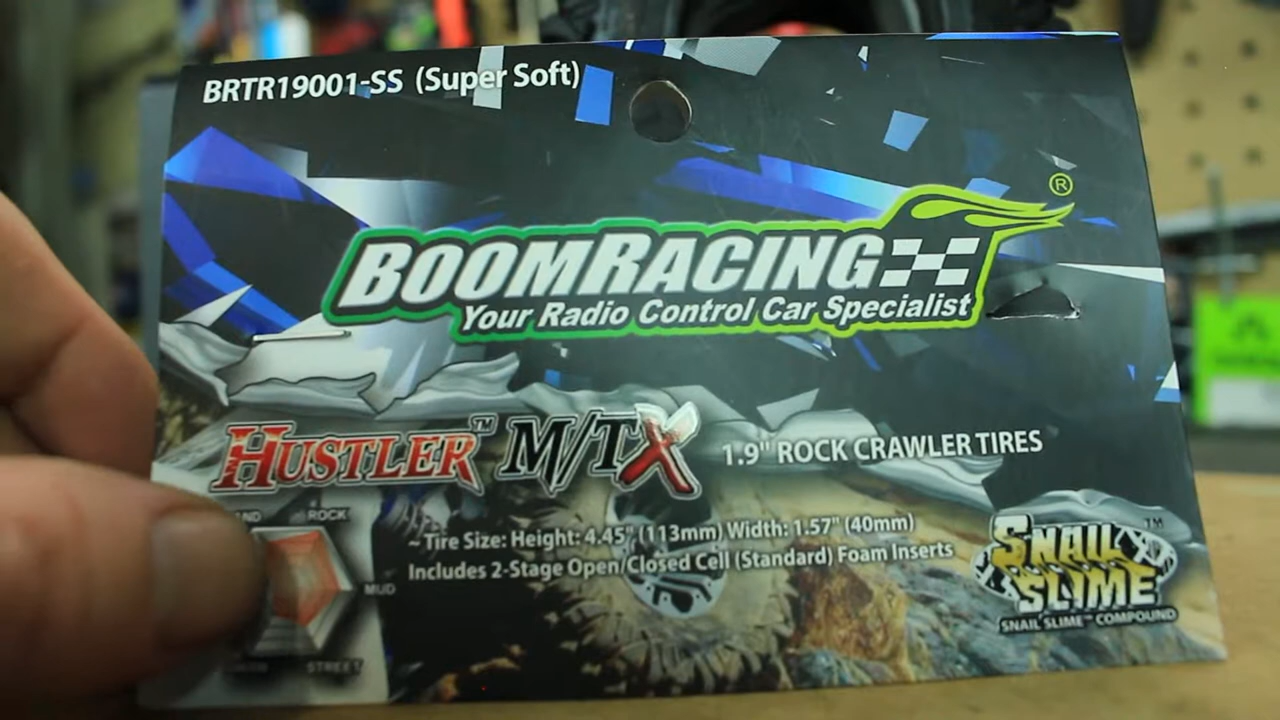 BRTR19001-SS (Super Soft)
®
BOOMRACING
Your Radio Control Car Specialist
HUSTLER™ M/TX 1.9" ROCK CRAWLER TIRES
ROCK
MUD
STREET
~Tire Size: Height: 4.45" (113mm) Width: 1.57" (40mm)
Includes 2-Stage Open/Closed Cell (Standard) Foam Inserts
SNAIL SLIME™
SNAIL SLIME™ COMPOUND